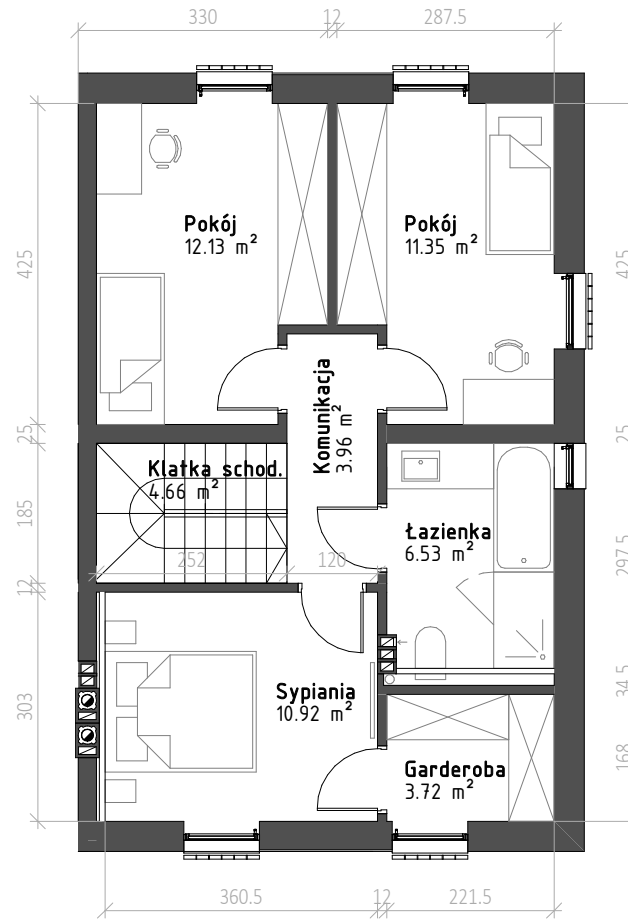 330 12 287.5
Pokój
12.13 m²
Pokój
11.35 m²
425
425
Komunikacja
3.96 m²
25
25
Klatka schod.
4.66 m²
185
Łazienka
6.53 m²
297.5
252 120
12
Sypiania
10.92 m²
303
34.5
Garderoba
3.72 m²
168
360.5 12 221.5